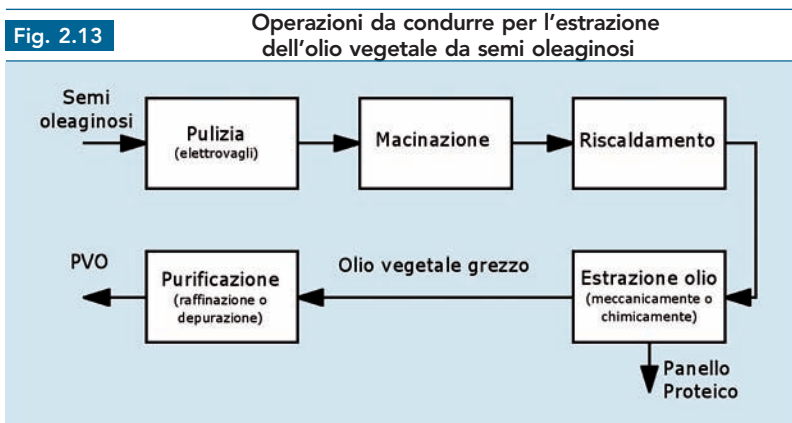 Fig. 2.13
Operazioni da condurre per l'estrazione
dell'olio vegetale da semi oleaginosi
Semi
oleaginosi
Pulizia
(elettrovagli)
Macinazione
Riscaldamento
PVO
Purificazione
(raffinazione o
depurazione)
Olio vegetale grezzo
Estrazione olio
(meccanicamente o
chimicamente)
Panello
Proteico